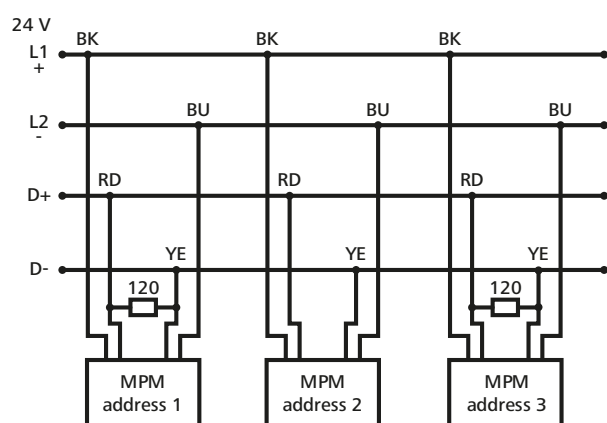 24 V
L1
+
BK
BK
BK
L2
-
BU
BU
BU
D+
RD
RD
RD
D-
YE
YE
YE
120
120
MPM
address 1
MPM
address 2
MPM
address 3